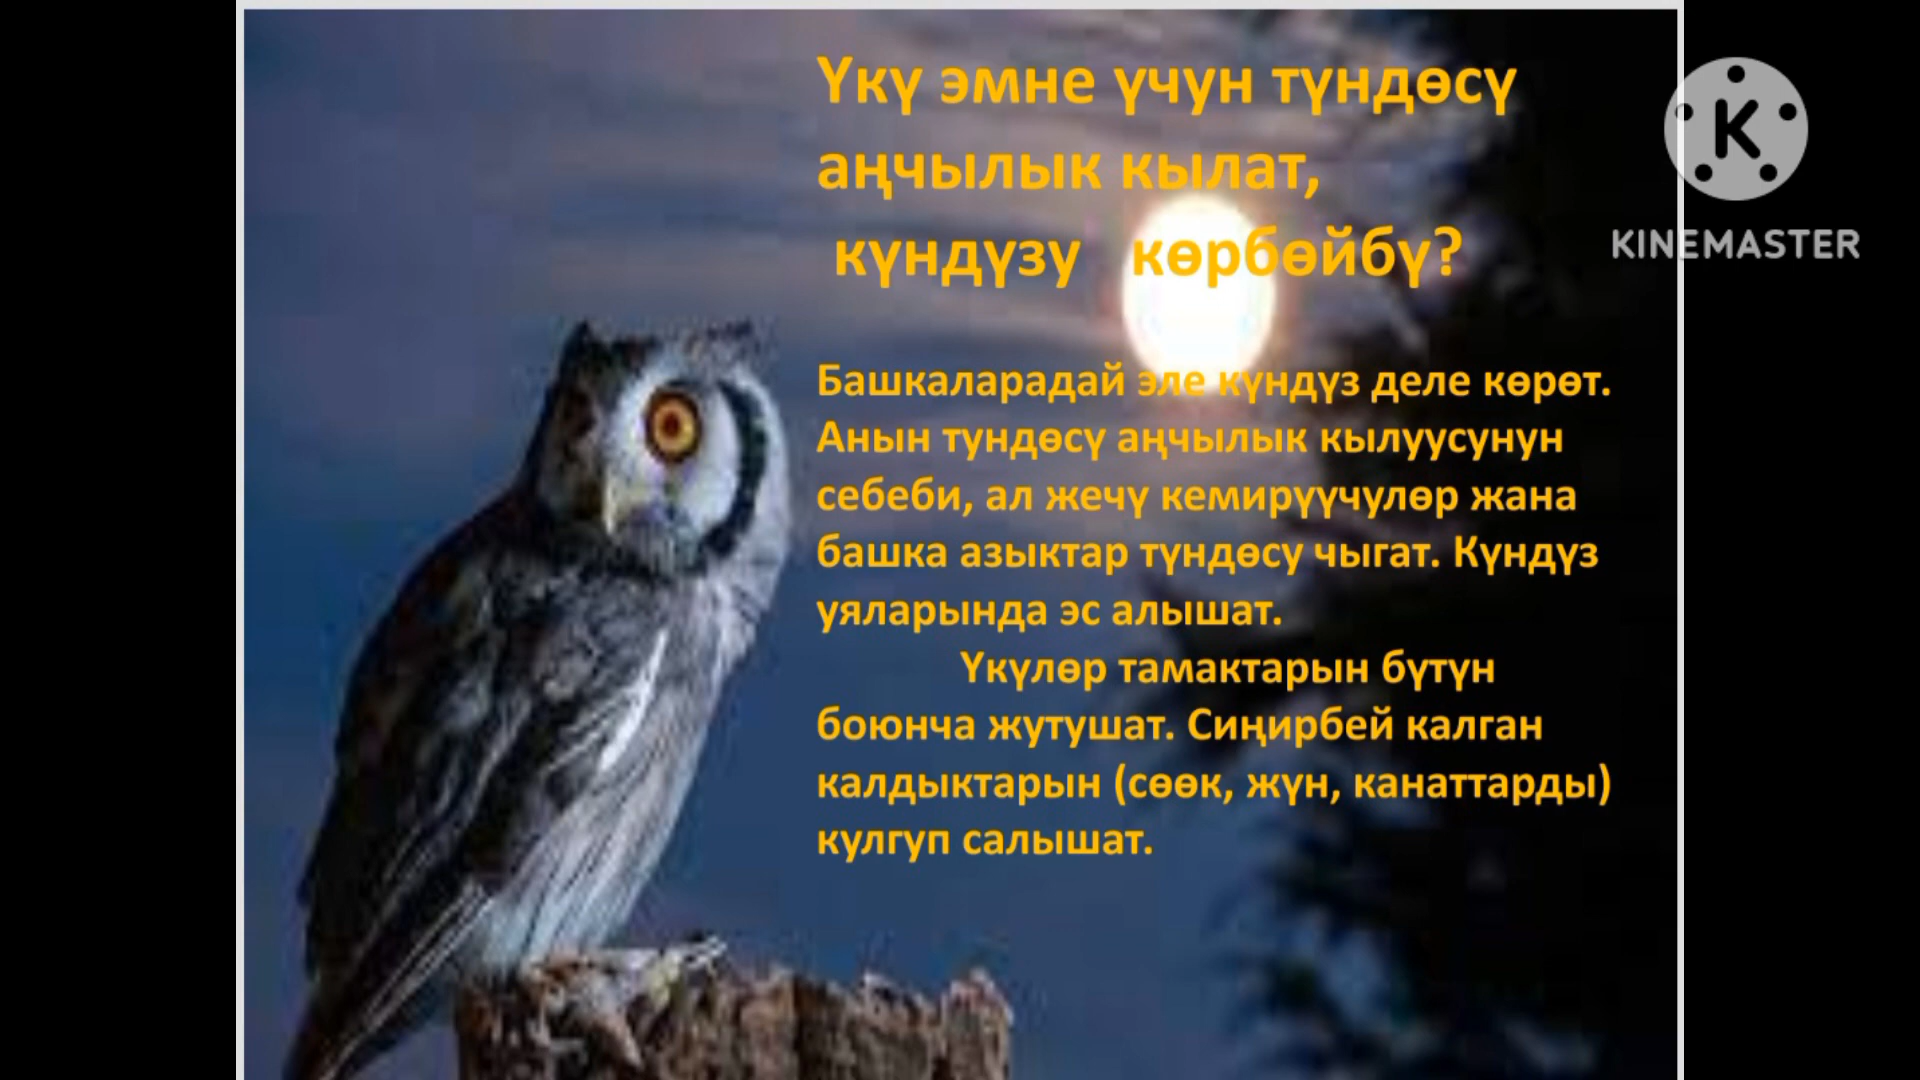 Үкү эмне үчун түндөсү
аңчылык кылат,
күндүзу көрбөйбү?
KINEMASTER
Башкаларадай эле күндүз деле көрөт.
Анын тундөсү аңчылык кылуусунун
себеби, ал жечү кемирүүчулөр жана
башка азыктар түндөсу чыгат. Күндүз
уяларында эс алышат.
Үкүлөр тамактарын бүтүн
боюнча жутушат. Сиңирбей калган
калдыктарын (сөөк, жүн, канаттарды)
кулгуп салышат.